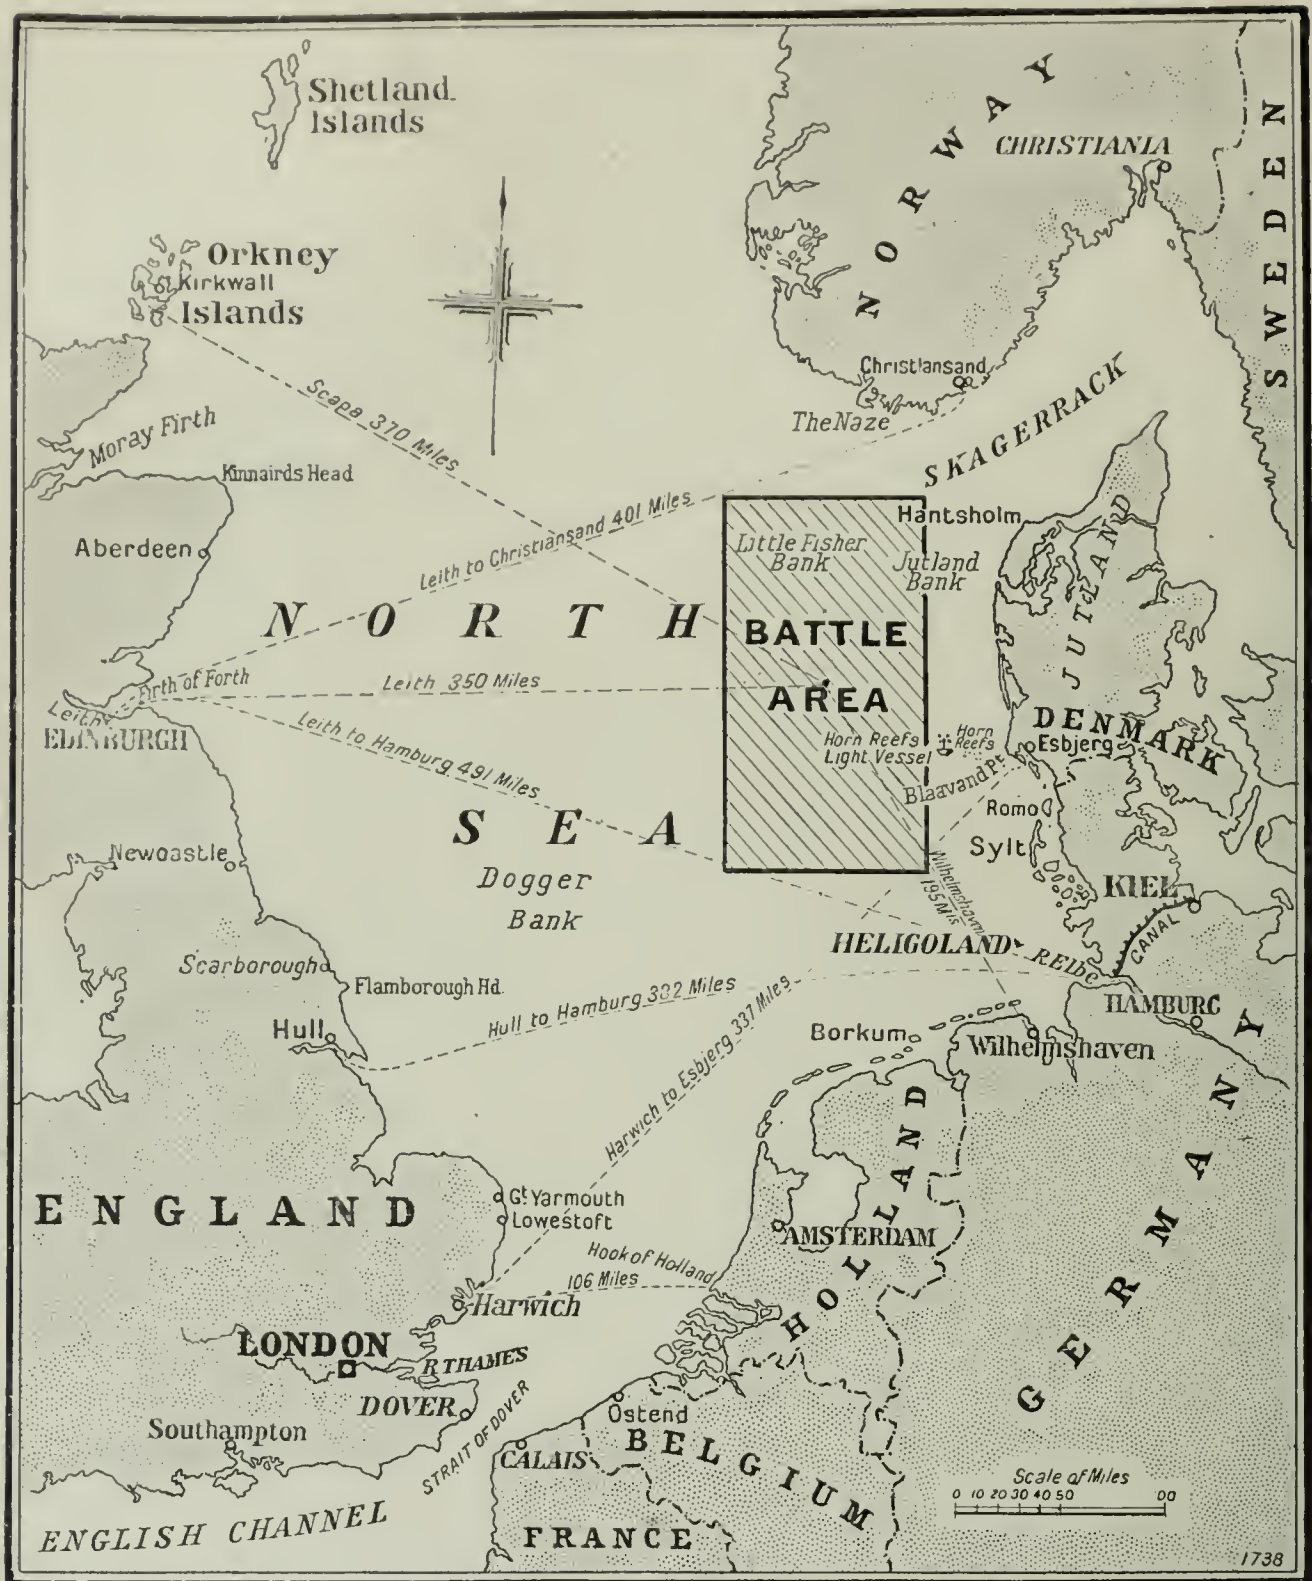 Shetland.
Islands
Orkney
Kirkwall
Islands
NORWAY
CHRISTIANIA
SWEDEN
Christiansand
The Naze
SKAGERRACK
Moray Firth
Scapa 370 Miles
Kinnairds Head
Leith to Christiansand 401 Miles
Hantsholm
Aberdeen
Little Fisher
Bank
Jutland
Bank
JUTLAND
NORTH
BATTLE
AREA
Firth of Forth
Leith 350 Miles
Leith
EDINBURGH
Leith to Hamburg 491 Miles
Horn Reefs
Light Vessel
Horn
Reefs
DENMARK
Esbjerg
Blaavand Pt
Romo
SEA
Newcastle
Sylt
Dogger
Bank
Wilhelmshaven
195 Mls
KIEL
CANAL
HELIGOLAND
R Elbe
Scarborough
Flamborough Hd.
Hull to Hamburg 382 Miles
Harwich to Esbjerg 337 Miles
HAMBURG
Hull
Borkum
Wilhelmshaven
ENGLAND
Gt Yarmouth
Lowestoft
HOLLAND
AMSTERDAM
GERMANY
Hook of Holland
106 Miles
Harwich
LONDON
R THAMES
DOVER
STRAIT OF DOVER
Southampton
Ostend
BELGIUM
CALAIS
ENGLISH CHANNEL
FRANCE
Scale of Miles
0 10 20 30 40 50 00
1738